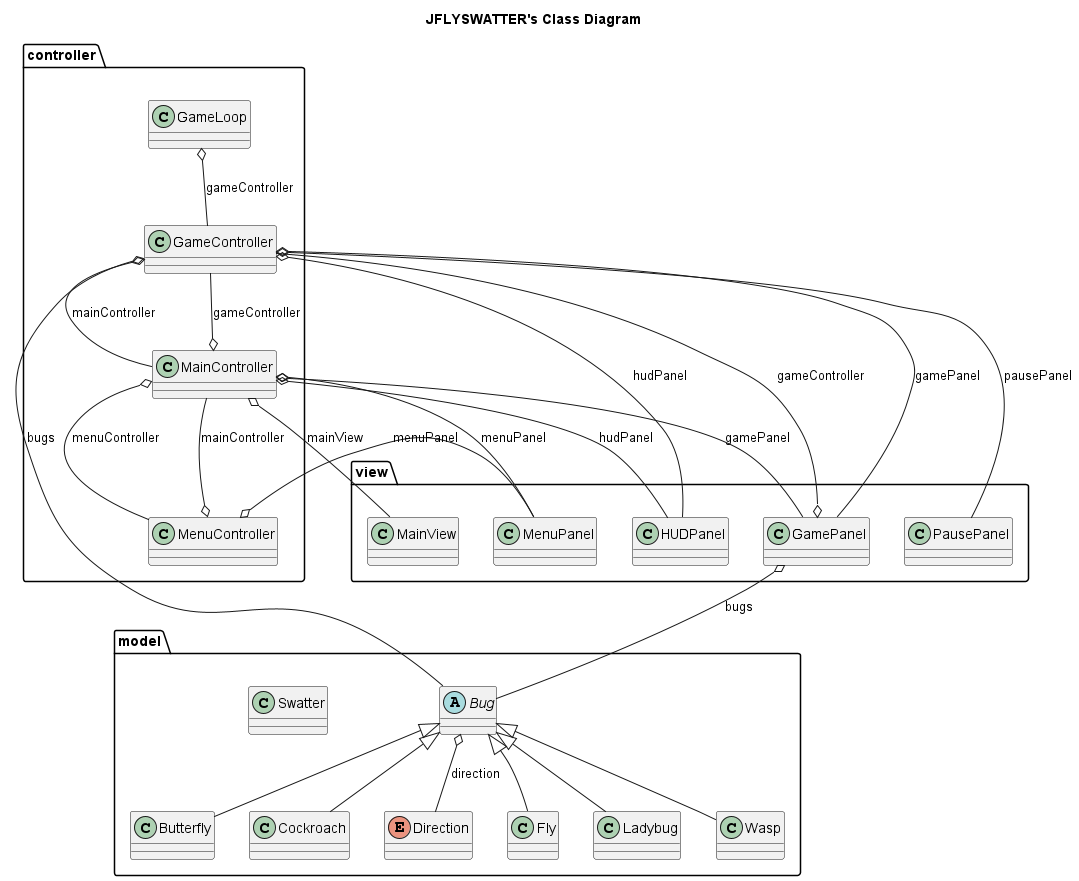 JFLYSWATTER's Class Diagram
controller
C GameLoop
gameController
C GameController
mainController
gameController
C MainController
hudPanel
gameController
gamePanel
pausePanel
bugs
menuController
mainController
mainView
menuPanel
menuPanel
hudPanel
gamePanel
view
C MenuController
C MainView
C MenuPanel
C HUDPanel
C GamePanel
C PausePanel
bugs
model
C Swatter
A Bug
direction
C Butterfly
C Cockroach
E Direction
C Fly
C Ladybug
C Wasp